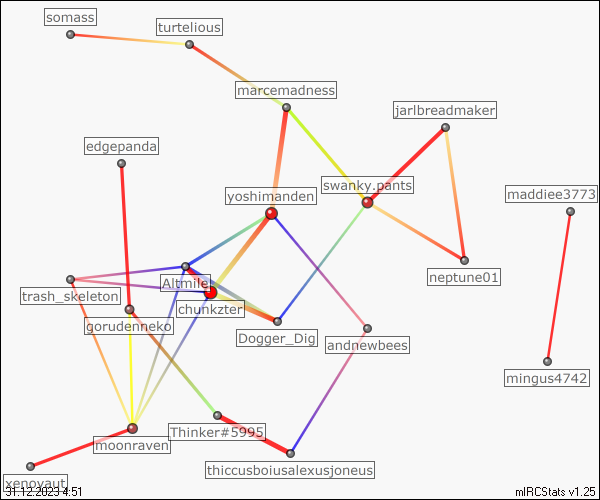 somass
turtelious
marcemadness
jarlbreadmaker
edgepanda
swanky.pants
yoshimanden
maddiee3773
neptune01
Altmile
trash_skeleton
chunkzter
gorudenneko
Dogger_Dig
andnewbees
mingus4742
Thinker#5995
moonraven
thiccusboiusalexusjoneus
xenovaut
31.12.2023 4:51
mIRCStats v1.25